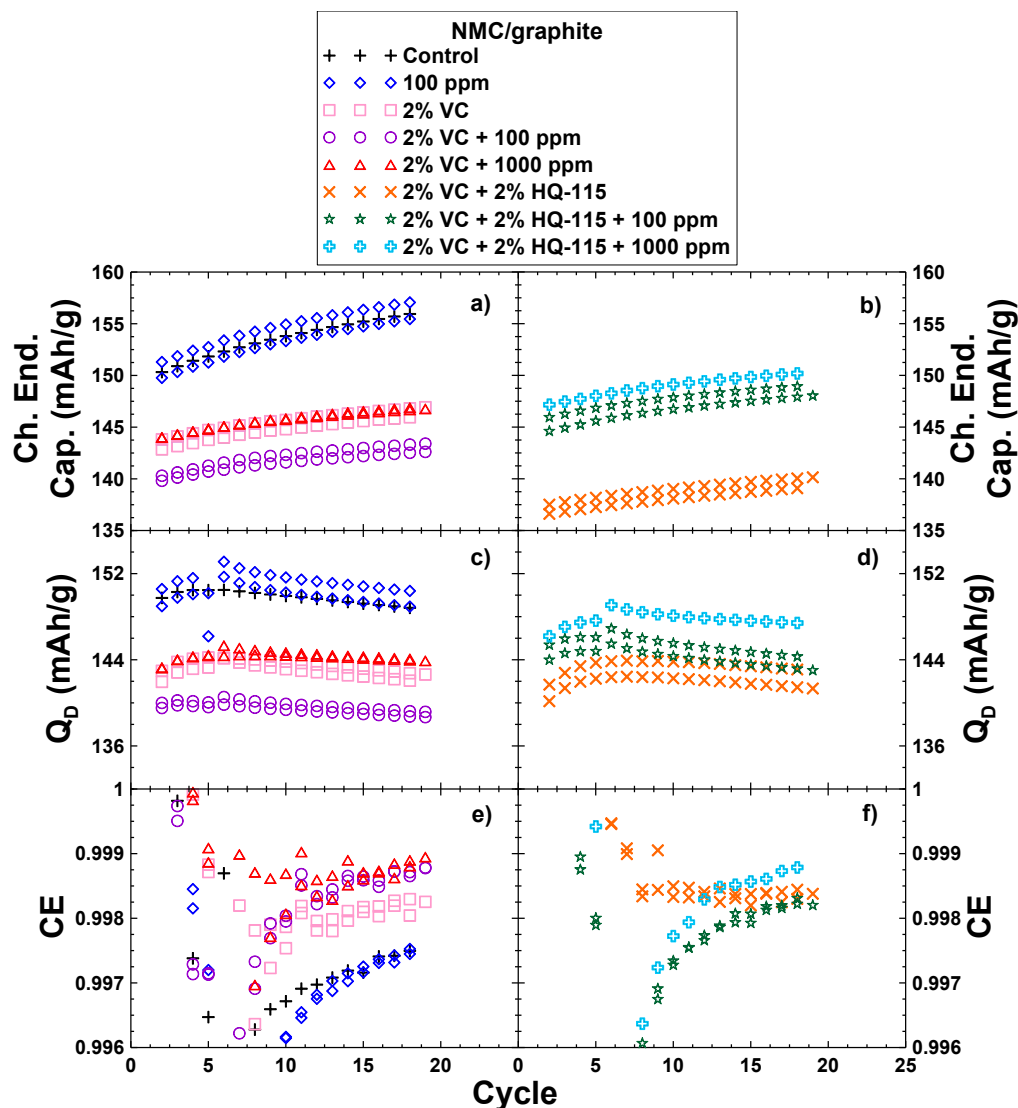 NMC/graphite
Control
100 ppm
2% VC
2% VC + 100 ppm
2% VC + 1000 ppm
2% VC + 2% HQ-115
2% VC + 2% HQ-115 + 100 ppm
2% VC + 2% HQ-115 + 1000 ppm
160
155
150
145
140
135
Ch. End.
Cap. (mAh/g)
a)
b)
160
155
150
145
140
135
Ch. End.
Cap. (mAh/g)
152
144
136
Q_D (mAh/g)
c)
d)
152
144
136
Q_D (mAh/g)
1
0.999
0.998
0.997
0.996
CE
e)
f)
1
0.999
0.998
0.997
0.996
CE
0 5 10 15 20 0 5 10 15 20 25
Cycle